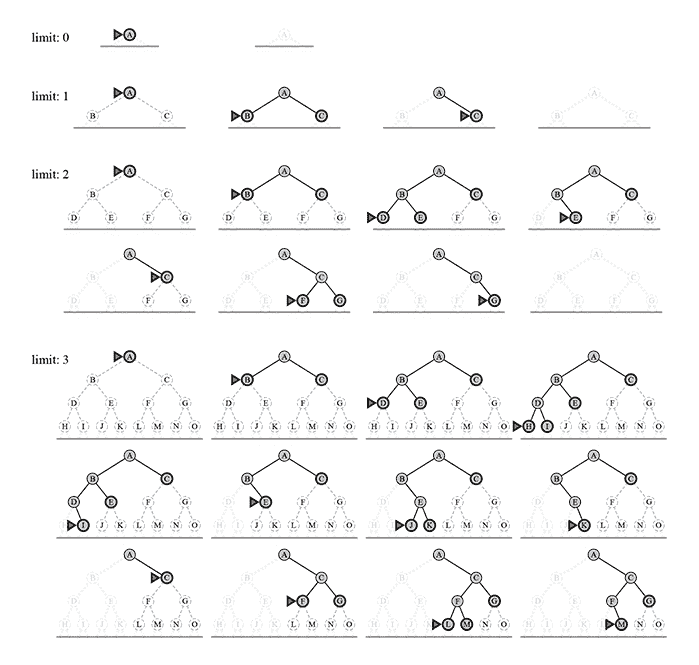 limit: 0 A A
limit: 1 A A A A
B C B C B C B C
limit: 2 A A A A
B C B C B C B C
D E F G D E F G D E F G D E F G
A A A A
B C B C B C B C
D E F G D E F G D E F G D E F G
limit: 3 A A A A
B C B C B C B C
D E F G D E F G D E F G D E F G
H I J K L M N O H I J K L M N O H I J K L M N O H I J K L M N O
A A A A
B C B C B C B C
D E F G D E F G D E F G D E F G
H I J K L M N O H I J K L M N O H I J K L M N O H I J K L M N O
A A A A
B C B C B C B C
D E F G D E F G D E F G D E F G
L M N O L M N O L M N O M N O